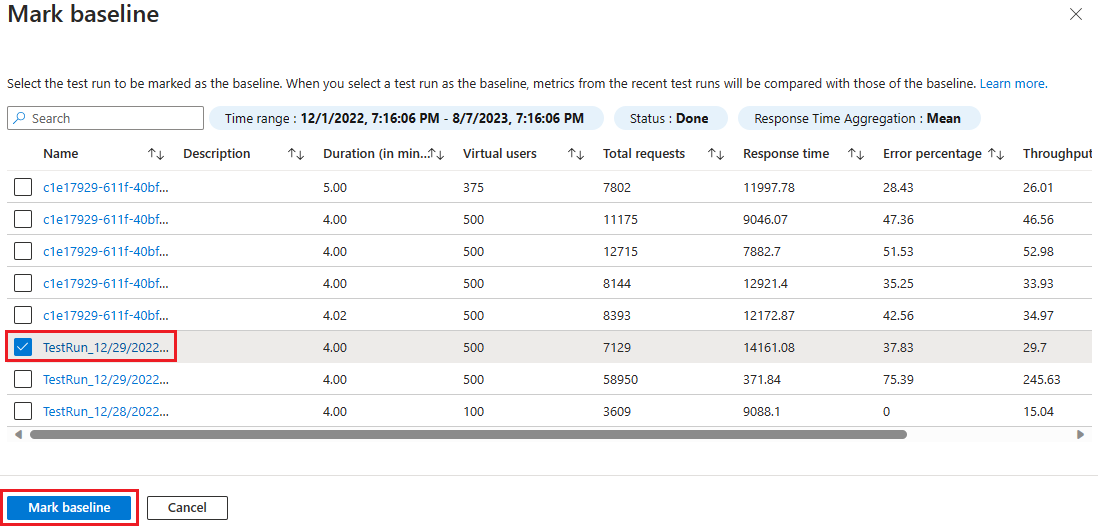 Mark baseline
Select the test run to be marked as the baseline. When you select a test run as the baseline, metrics from the recent test runs will be compared with those of the baseline. Learn more.
Search Time range : 12/1/2022, 7:16:06 PM - 8/7/2023, 7:16:06 PM Status : Done Response Time Aggregation : Mean
Name Description Duration (in min... Virtual users Total requests Response time Error percentage Throughput
c1e17929-611f-40bf... 5.00 375 7802 11997.78 28.43 26.01
c1e17929-611f-40bf... 4.00 500 11175 9046.07 47.36 46.56
c1e17929-611f-40bf... 4.00 500 12715 7882.7 51.53 52.98
c1e17929-611f-40bf... 4.00 500 8144 12921.4 35.25 33.93
c1e17929-611f-40bf... 4.02 500 8393 12172.87 42.56 34.97
TestRun_12/29/2022... 4.00 500 7129 14161.08 37.83 29.7
TestRun_12/29/2022... 4.00 500 58950 371.84 75.39 245.63
TestRun_12/28/2022... 4.00 100 3609 9088.1 0 15.04
Mark baseline Cancel